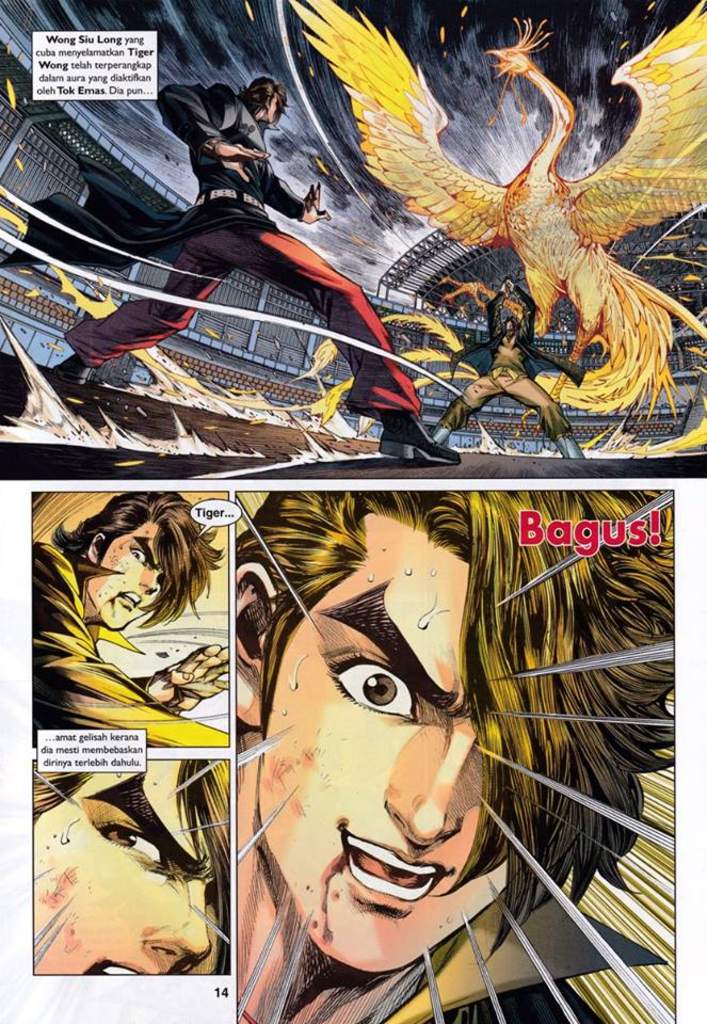 Wong Siu Long yang
cuba menyelamatkan Tiger
Wong telah terperangkap
dalam aura yang diaktifkan
oleh Tok Emas. Dia pun...
Tiger...
...amat gelisah kerana
dia mesti membebaskan
dirinya terlebih dahulu.
Bagus!
14